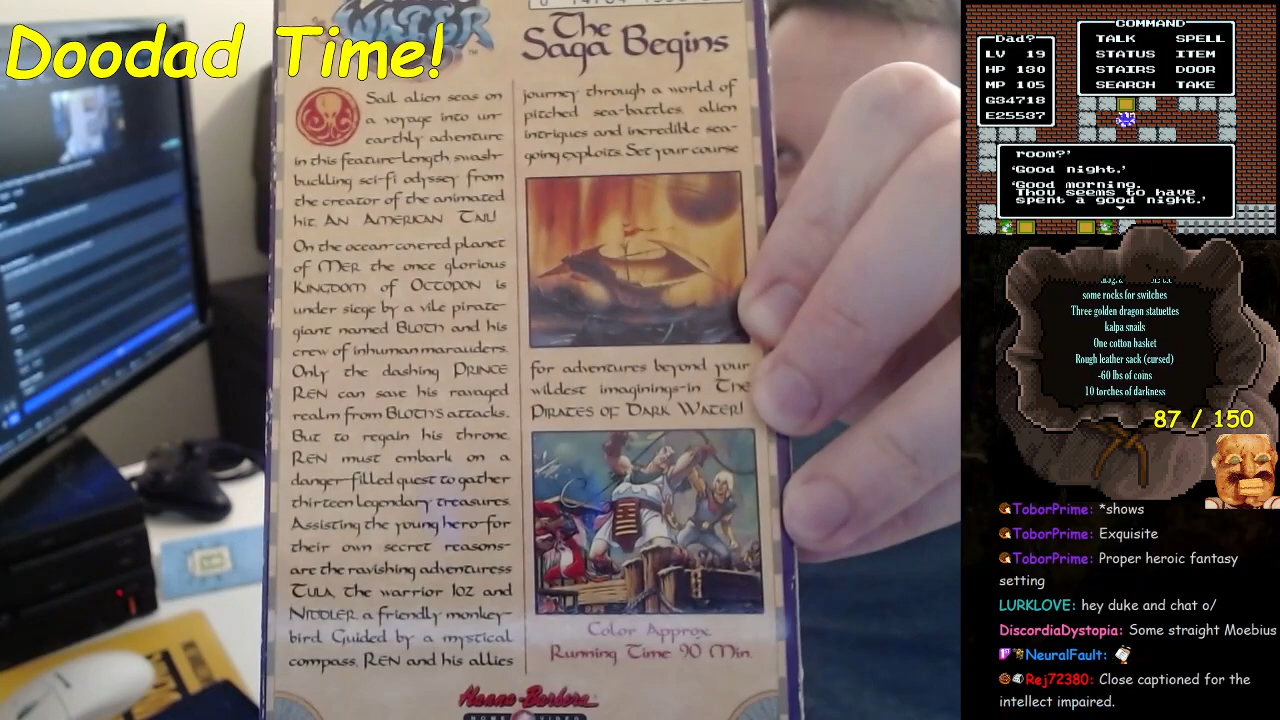 Doodad Time!
WATER
The
Saga Begins
Sail alien seas on
a voyage into un-
earthly adventure
in this feature-length swash-
buckling sci-fi odyssey from
the creator of the animated
hit AN AMERICAN TAIL!
On the ocean-covered planet
of MER the once glorious
KINGDOM OF OCTOPON is
under siege by a vile pirate-
giant named BLOTH and his
crew of inhuman marauders.
Only the dashing PRINCE
REN can save his ravaged
realm from BLOTH'S attacks.
But to regain his throne,
REN must embark on a
danger-filled quest to gather
thirteen legendary treasures.
Assisting the young hero-for
their own secret reasons-
are the ravishing adventuress
TULA, the warrior IOZ and
NIDDLER, a friendly monkey-
bird. Guided by a mystical
compass, REN and his allies
journey through a world of
pitched sea-battles, alien
intrigues and incredible sea-
going exploits. Set your course
for adventures beyond your
wildest imaginings-in THE
PIRATES OF DARK WATER!
Color Approx.
Running Time 90 Min.
Hanna-Barbera
HOME VIDEO
COMMAND
TALK SPELL
STATUS ITEM
STAIRS DOOR
SEARCH TAKE
Dad?
LV 19
HP 130
MP 105
G34718
E25587
room?'
'Good night.'
'Good morning.
Thou seems to have
spent a good night.'
some rocks for switches
Three golden dragon statuettes
kalpa snails
One cotton basket
Rough leather sack (cursed)
-60 lbs of coins
10 torches of darkness
87 / 150
ToborPrime: *shows
ToborPrime: Exquisite
ToborPrime: Proper heroic fantasy
setting
LURKLOVE: hey duke and chat o/
DiscordiaDystopia: Some straight Moebius
NeuralFault:
Rej72380: Close captioned for the
intellect impaired.